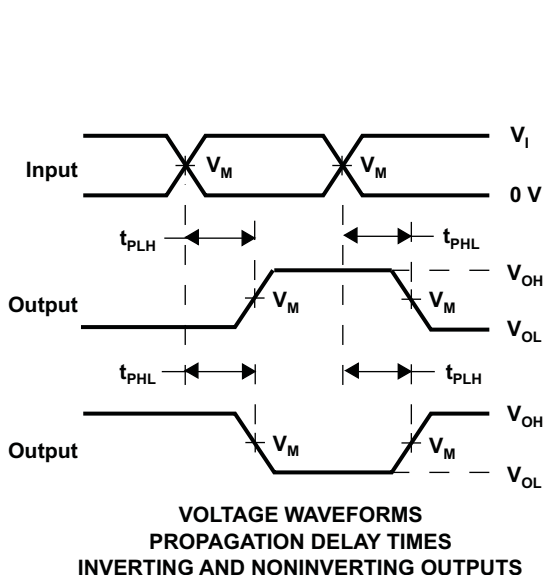 V_I
Input V_M V_M
0 V
t_PLH t_PHL
V_OH
Output V_M V_M
V_OL
t_PHL t_PLH
V_OH
Output V_M V_M
V_OL
VOLTAGE WAVEFORMS
PROPAGATION DELAY TIMES
INVERTING AND NONINVERTING OUTPUTS